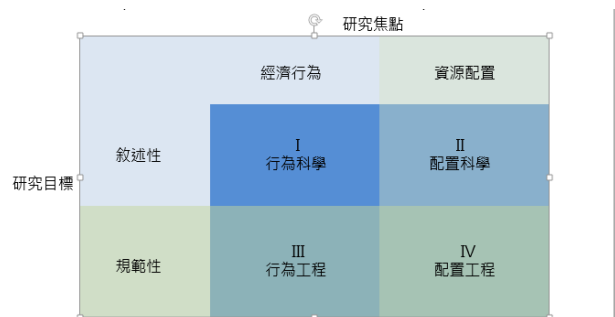 研究焦點
經濟行為
資源配置
研究目標
敘述性
I
行為科學
II
配置科學
規範性
III
行為工程
IV
配置工程